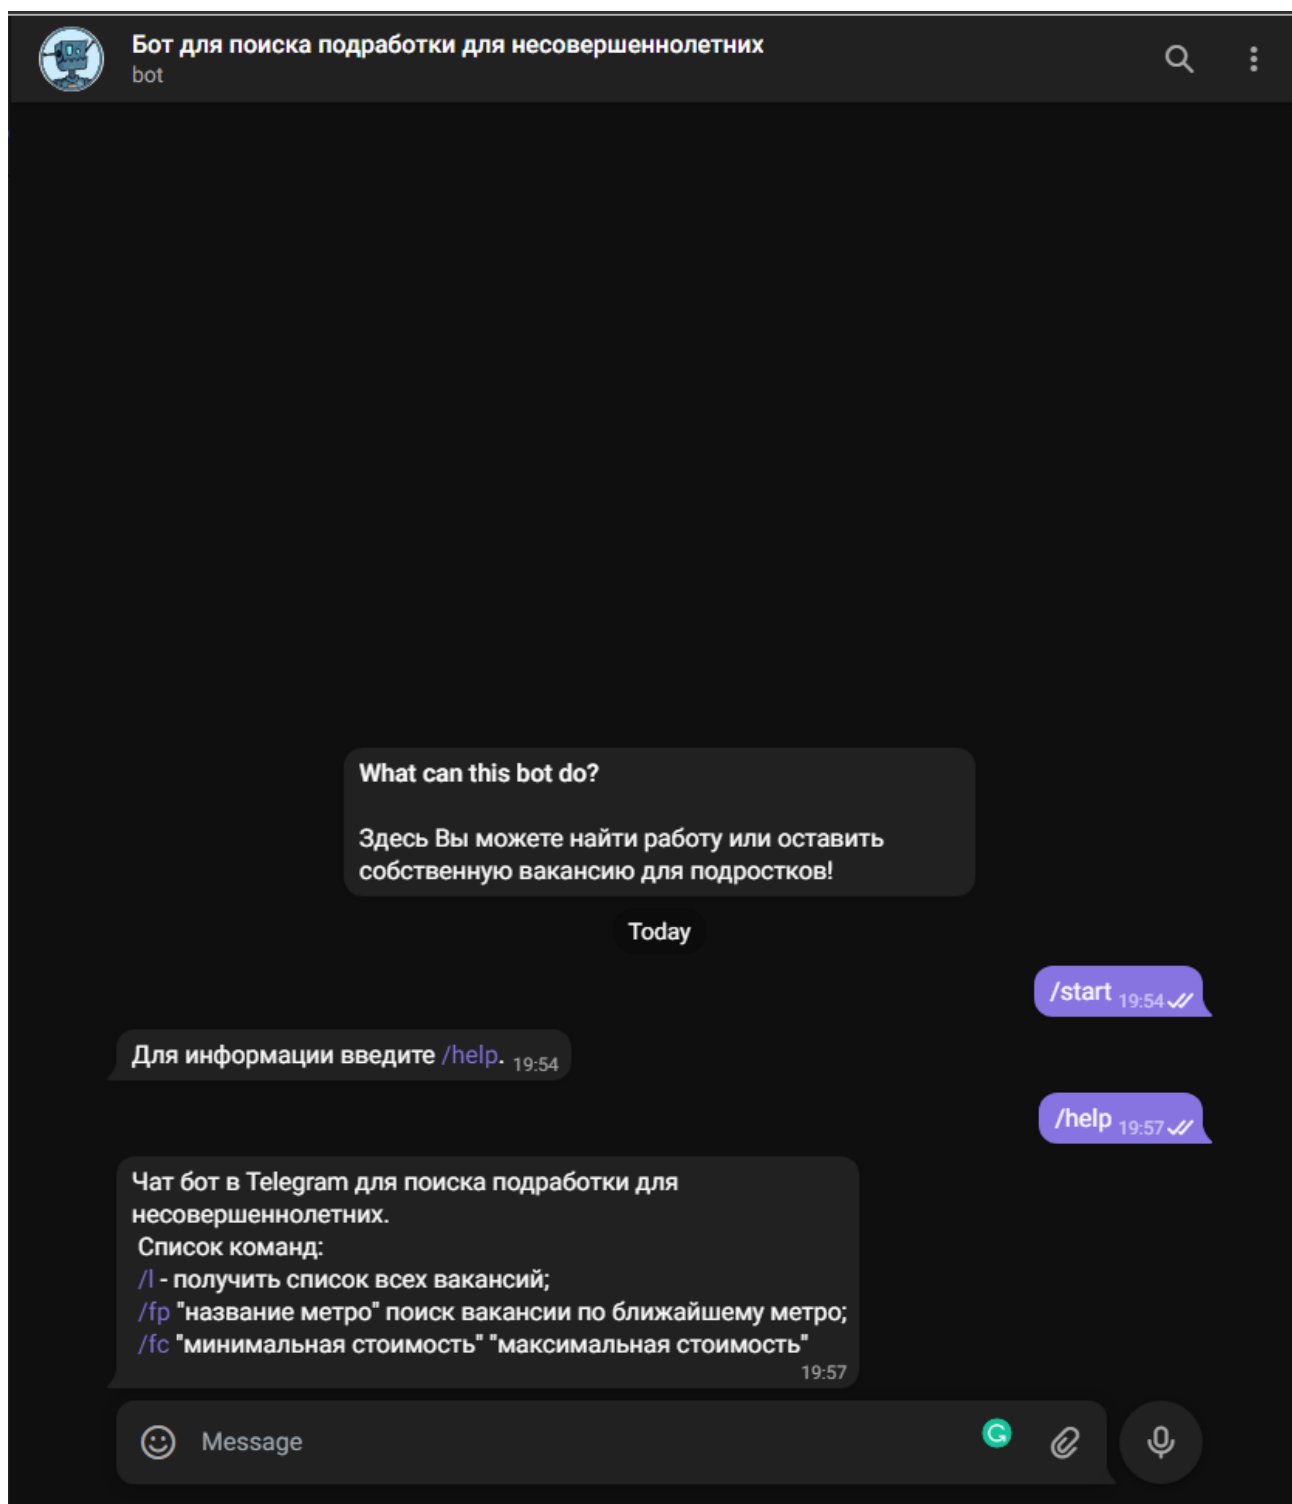 Бот для поиска подработки для несовершеннолетних
bot
What can this bot do?
Здесь Вы можете найти работу или оставить
собственную вакансию для подростков!
Today
/start 19:54
Для информации введите /help. 19:54
/help 19:57
Чат бот в Telegram для поиска подработки для
несовершеннолетних.
Список команд:
/l - получить список всех вакансий;
/fp "название метро" поиск вакансии по ближайшему метро;
/fc "минимальная стоимость" "максимальная стоимость"
19:57
Message